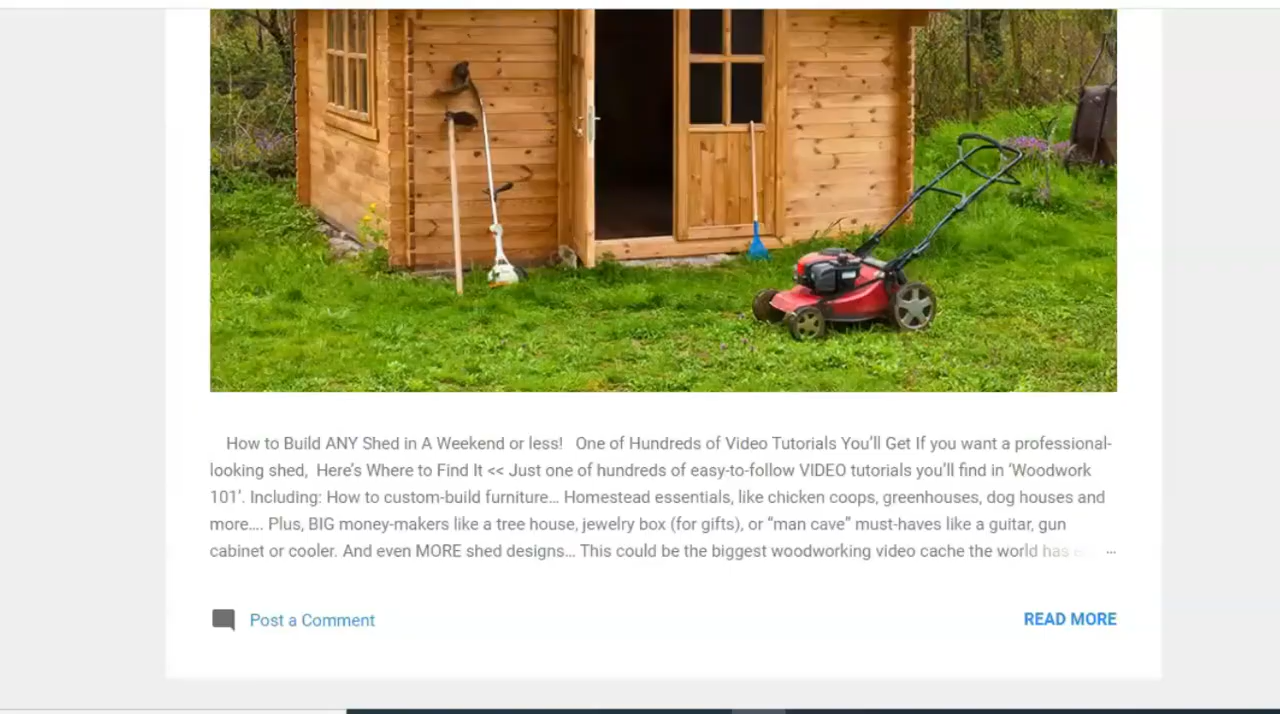 How to Build ANY Shed in A Weekend or less!   One of Hundreds of Video Tutorials You’ll Get If you want a professional-
looking shed,  Here’s Where to Find It << Just one of hundreds of easy-to-follow VIDEO tutorials you’ll find in ‘Woodwork
101’. Including: How to custom-build furniture… Homestead essentials, like chicken coops, greenhouses, dog houses and
more…. Plus, BIG money-makers like a tree house, jewelry box (for gifts), or “man cave” must-haves like a guitar, gun
cabinet or cooler. And even MORE shed designs… This could be the biggest woodworking video cache the world has ...
Post a Comment
READ MORE